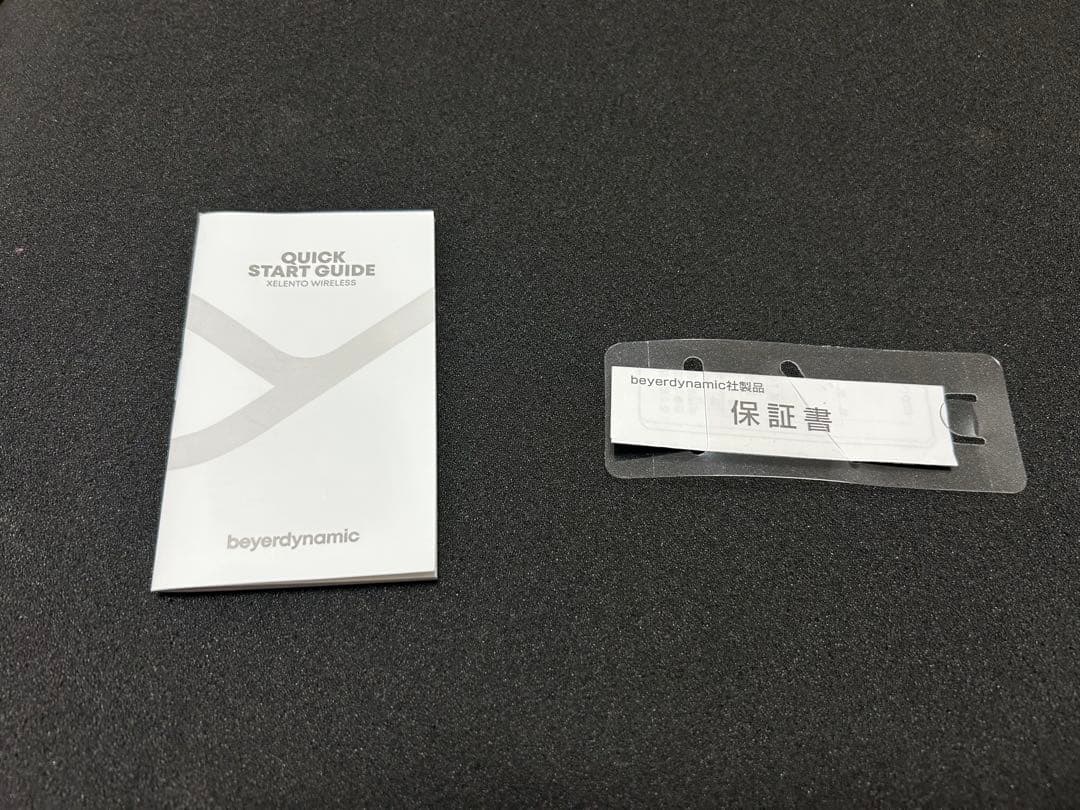 QUICK
START GUIDE
XELENTO WIRELESS
beyerdynamic
beyerdynamic社製品
保証書